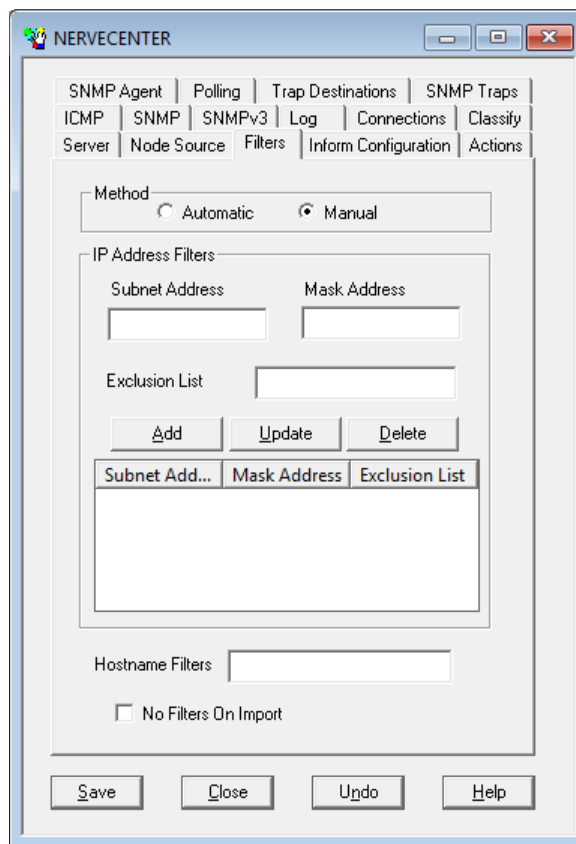 NERVECENTER
SNMP Agent Polling Trap Destinations SNMP Traps
ICMP SNMP SNMPv3 Log Connections Classify
Server Node Source Filters Inform Configuration Actions
Method
Automatic Manual
IP Address Filters
Subnet Address Mask Address
Exclusion List
Add Update Delete
Subnet Add... Mask Address Exclusion List
Hostname Filters
No Filters On Import
Save Close Undo Help